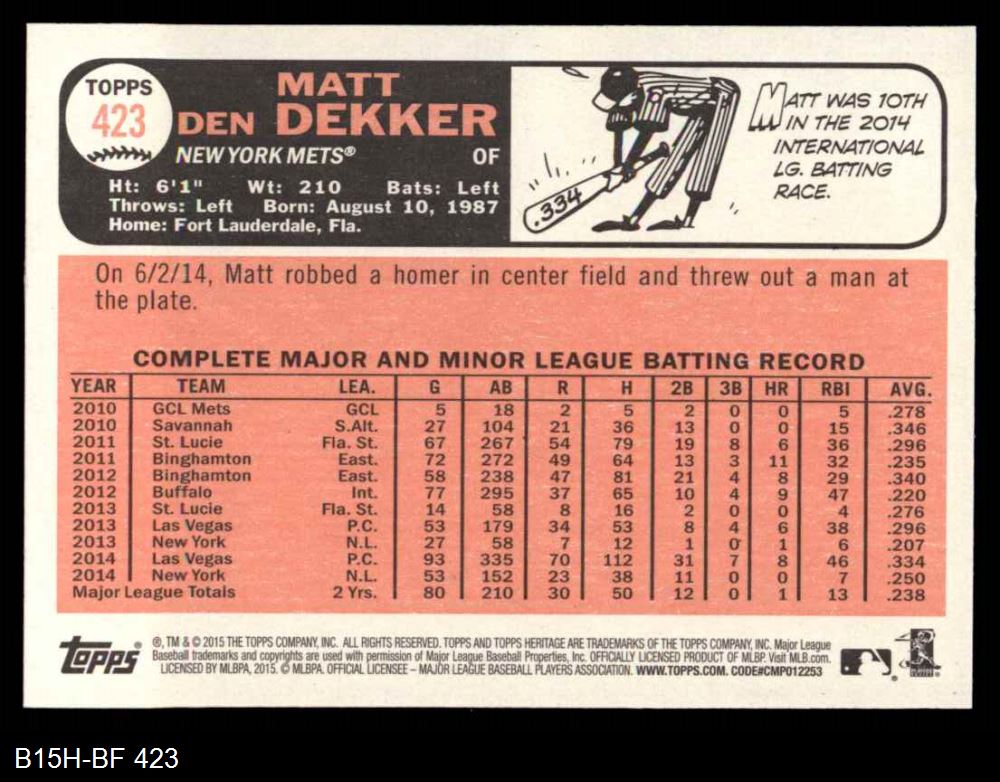 TOPPS
423
MATT
DEN DEKKER
NEW YORK METS® OF
Ht: 6'1" Wt: 210 Bats: Left
Throws: Left Born: August 10, 1987
Home: Fort Lauderdale, Fla.
.334
MATT WAS 10TH
IN THE 2014
INTERNATIONAL
LG. BATTING
RACE.
On 6/2/14, Matt robbed a homer in center field and threw out a man at
the plate.
COMPLETE MAJOR AND MINOR LEAGUE BATTING RECORD
YEAR TEAM LEA. G AB R H 2B 3B HR RBI AVG.
2010 GCL Mets GCL 5 18 2 5 2 0 0 5 .278
2010 Savannah S.Alt. 27 104 21 36 13 0 0 15 .346
2011 St. Lucie Fla. St. 67 267 54 79 19 8 6 36 .296
2011 Binghamton East. 72 272 49 64 13 3 11 32 .235
2012 Binghamton East. 58 238 47 81 21 4 8 29 .340
2012 Buffalo Int. 77 295 37 65 10 4 9 47 .220
2013 St. Lucie Fla. St. 14 58 8 16 2 0 0 4 .276
2013 Las Vegas P.C. 53 179 34 53 8 4 6 38 .296
2013 New York N.L. 27 58 7 12 1 0 1 6 .207
2014 Las Vegas P.C. 93 335 70 112 31 7 8 46 .334
2014 New York N.L. 53 152 23 38 11 0 0 7 .250
Major League Totals 2 Yrs. 80 210 30 50 12 0 1 13 .238
Topps
®, TM & © 2015 THE TOPPS COMPANY, INC. ALL RIGHTS RESERVED. TOPPS AND TOPPS HERITAGE ARE TRADEMARKS OF THE TOPPS COMPANY, INC. Major League
Baseball trademarks and copyrights are used with permission of Major League Baseball Properties, Inc. OFFICIALLY LICENSED PRODUCT OF MLBP. Visit MLB.com.
LICENSED BY MLBPA, 2015. © MLBPA. OFFICIAL LICENSEE – MAJOR LEAGUE BASEBALL PLAYERS ASSOCIATION. WWW.TOPPS.COM. CODE#CMP012253
B15H-BF 423